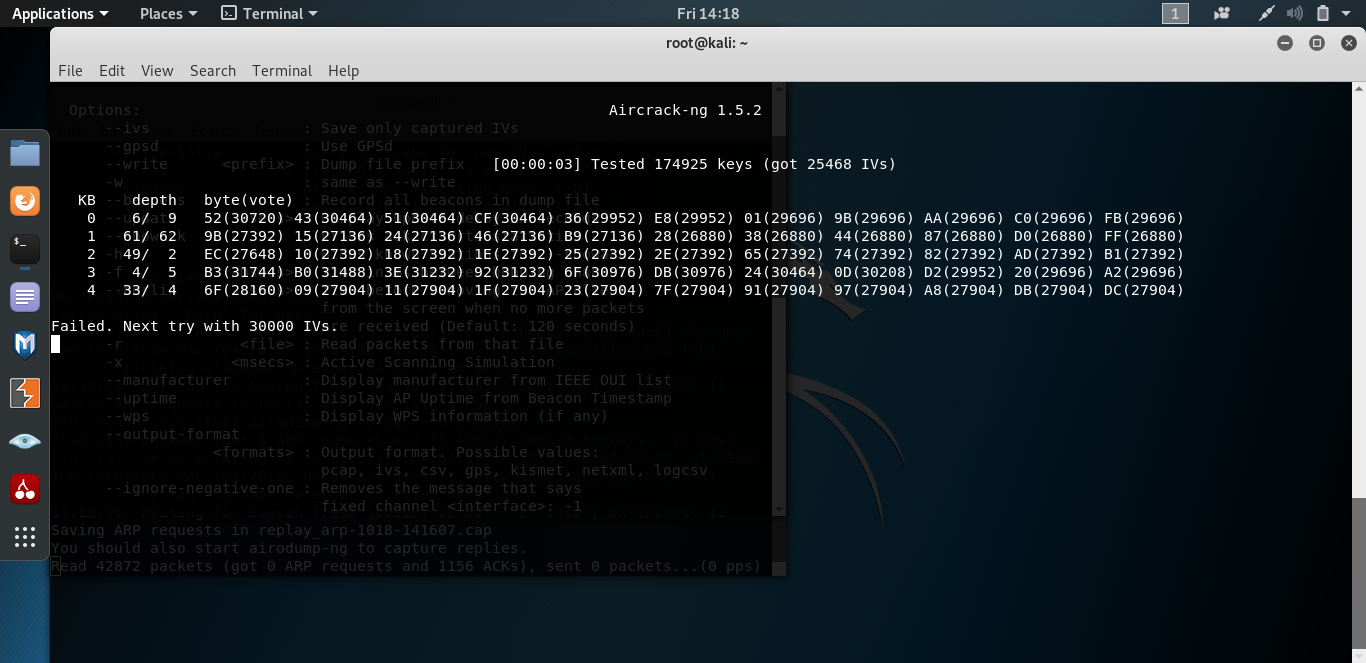 Applications Places Terminal Fri 14:18 1
root@kali: ~
File Edit View Search Terminal Help
Options: Aircrack-ng 1.5.2
--ivs : Save only captured IVs
--gpsd : Use GPSd
--write <prefix> : Dump file prefix [00:00:03] Tested 174925 keys (got 25468 IVs)
-w : same as --write
KB depth byte(vote) : Record all beacons in dump file
0 6/ 9 52(30720) 43(30464) 51(30464) CF(30464) 36(29952) E8(29952) 01(29696) 9B(29696) AA(29696) C0(29696) FB(29696)
1 61/ 62 9B(27392) 15(27136) 24(27136) 46(27136) B9(27136) 28(26880) 38(26880) 44(26880) 87(26880) D0(26880) FF(26880)
2 49/ 2 EC(27648) 10(27392) 18(27392) 1E(27392) 25(27392) 2E(27392) 65(27392) 74(27392) 82(27392) AD(27392) B1(27392)
3 4/ 5 B3(31744) B0(31488) 3E(31232) 92(31232) 6F(30976) DB(30976) 24(30464) 0D(30208) D2(29952) 20(29696) A2(29696)
4 33/ 4 6F(28160) 09(27904) 11(27904) 1F(27904) 23(27904) 7F(27904) 91(27904) 97(27904) A8(27904) DB(27904) DC(27904)
from the screen when no more packets
Failed. Next try with 30000 IVs. received (Default: 120 seconds)
-r <file> : Read packets from that file
-x <msecs> : Active Scanning Simulation
--manufacturer : Display manufacturer from IEEE OUI list
--uptime : Display AP Uptime from Beacon Timestamp
--wps : Display WPS information (if any)
--output-format
<formats> : Output format. Possible values:
pcap, ivs, csv, gps, kismet, netxml, logcsv
--ignore-negative-one : Removes the message that says
fixed channel <interface>: -1
Saving ARP requests in replay_arp-1018-141607.cap
You should also start airodump-ng to capture replies.
Read 42872 packets (got 0 ARP requests and 1156 ACKs), sent 0 packets...(0 pps)